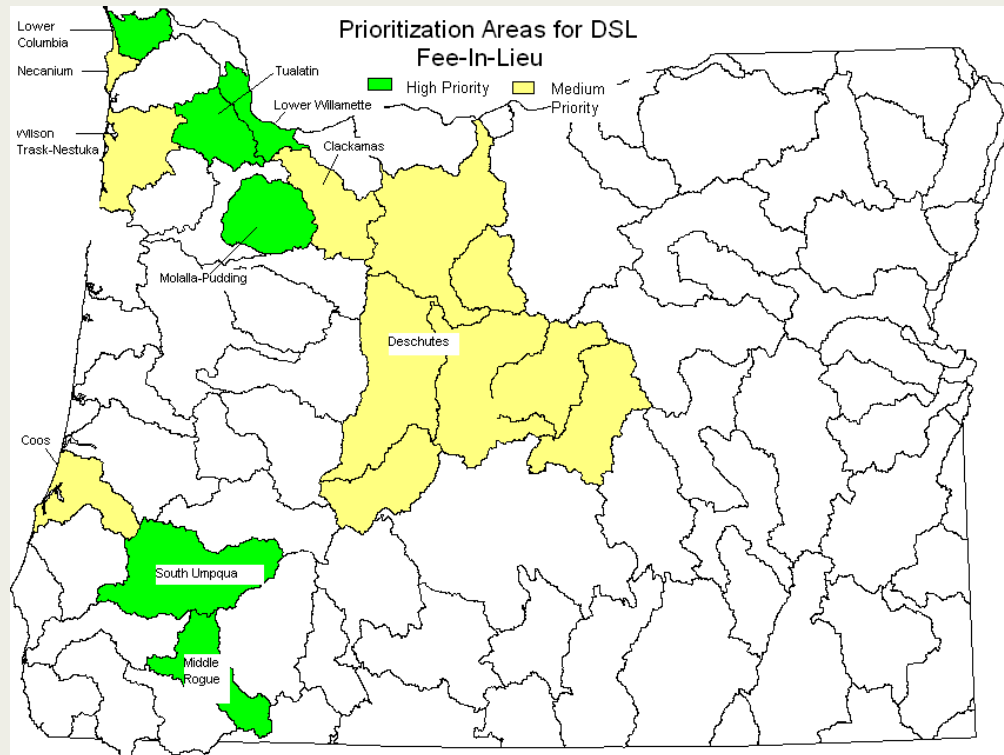 Prioritization Areas for DSL
Fee-In-Lieu
High Priority
Medium
Priority
Lower
Columbia
Necanium
Tualatin
Lower Willamette
Wilson
Trask-Nestuka
Clackamas
Molalla-Pudding
Deschutes
Coos
South Umpqua
Middle
Rogue